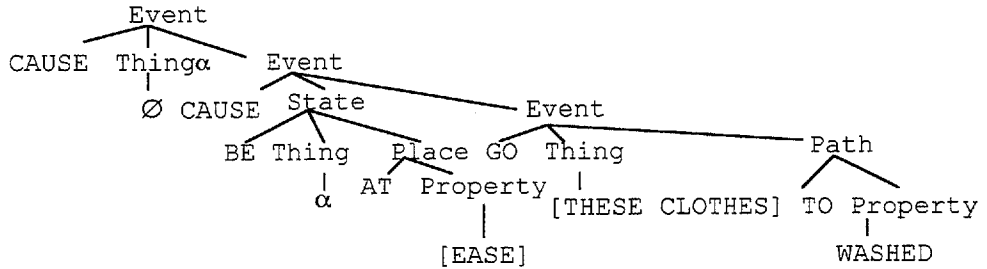 Event
CAUSE Thingα Event
Ø CAUSE State Event
BE Thing Place GO Thing Path
α AT Property [THESE CLOTHES] TO Property
[EASE] WASHED